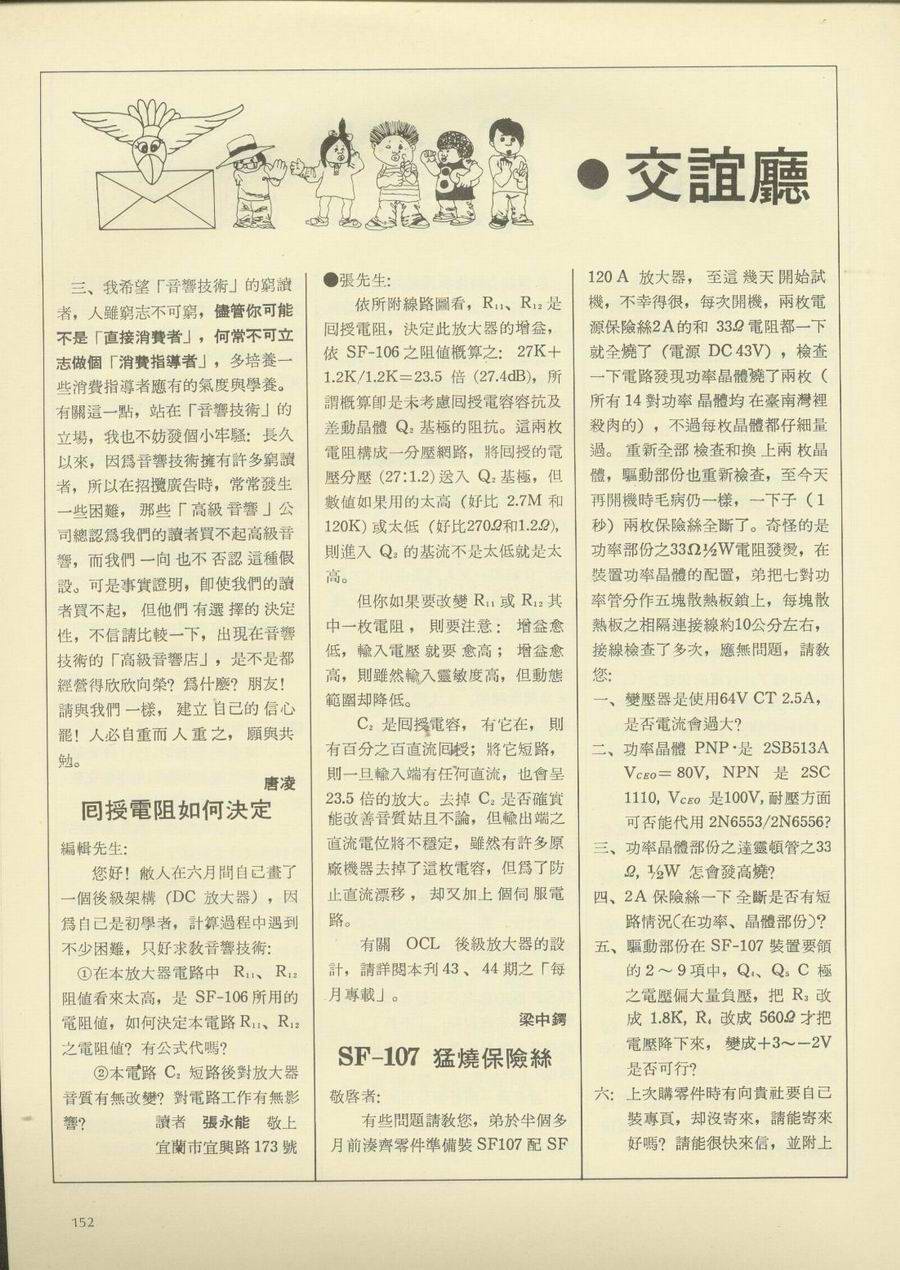 ●交誼廳
三、我希望「音響技術」的窮讀
者，人雖窮志不可窮，儘管你可能
不是「直接消費者」，何常不可立
志做個「消費指導者」，多培養一
些消費指導者應有的氣度與學養。
有關這一點，站在「音響技術」的
立場，我也不妨發個小牢騷：長久
以來，因爲音響技術擁有許多窮讀
者，所以在招攬廣告時，常常發生
一些困難，那些「高級音響」公
司總認爲我們的讀者買不起高級音
響，而我們一向也不否認這種假
設。可是事實證明，卽使我們的讀
者買不起，但他們有選擇的決定
性，不信請比較一下，出現在音響
技術的「高級音響店」，是不是都
經營得欣欣向榮？爲什麼？朋友！
請與我們一樣，建立自己的信心
罷！人必自重而人重之，願與共
勉。
唐凌
囘授電阻如何決定
編輯先生：
您好！敝人在六月間自己畫了
一個後級架構（DC 放大器），因
爲自己是初學者，計算過程中遇到
不少困難，只好求敎音響技術：
①在本放大器電路中 R₁₁、R₁₂
阻值看來太高，是 SF-106 所用的
電阻值，如何決定本電路 R₁₁、R₁₂
之電阻值？有公式代嗎？
②本電路 C₂ 短路後對放大器
音質有無改變？對電路工作有無影
響？ 讀者 張永能 敬上
宜蘭市宜興路 173 號
●張先生：
依所附線路圖看，R₁₁、R₁₂ 是
囘授電阻，決定此放大器的增益，
依 SF-106 之阻值概算之：27K＋
1.2K/1.2K＝23.5 倍（27.4dB），所
謂概算卽是未考慮囘授電容容抗及
差動晶體 Q₂ 基極的阻抗。這兩枚
電阻構成一分壓網路，將囘授的電
壓分壓（27：1.2）送入 Q₂ 基極，但
數值如果用的太高（好比 2.7M 和
120K）或太低（好比270Ω和1.2Ω），
則進入 Q₂ 的基流不是太低就是太
高。
但你如果要改變 R₁₁ 或 R₁₂ 其
中一枚電阻，則要注意：增益愈
低，輸入電壓就要愈高；增益愈
高，則雖然輸入靈敏度高，但動態
範圍却降低。
C₂ 是囘授電容，有它在，則
有百分之百直流囘授；將它短路，
則一旦輸入端有任何直流，也會呈
23.5 倍的放大。去掉 C₂ 是否確實
能改善音質姑且不論，但輸出端之
直流電位將不穩定，雖然有許多原
廠機器去掉了這枚電容，但爲了防
止直流漂移，却又加上個伺服電
路。
有關 OCL 後級放大器的設
計，請詳閱本刊 43、44 期之「每
月專載」。
梁中鍔
SF-107 猛燒保險絲
敬啓者：
有些問題請敎您，弟於半個多
月前湊齊零件準備裝 SF107 配 SF
120 A 放大器，至這幾天開始試
機，不幸得很，每次開機，兩枚電
源保險絲2A的和 33Ω 電阻都一下
就全燒了（電源 DC 43V），檢查
一下電路發現功率晶體燒了兩枚（
所有 14 對功率晶體均在臺南灣裡
殺肉的），不過每枚晶體都仔細量
過。重新全部檢查和換上兩枚晶
體，驅動部份也重新檢查，至今天
再開機時毛病仍一樣，一下子（1
秒）兩枚保險絲全斷了。奇怪的是
功率部份之33Ω½W電阻發燙，在
裝置功率晶體的配置，弟把七對功
率管分作五塊散熱板鎖上，每塊散
熱板之相隔連接線約10公分左右，
接線檢查了多次，應無問題，請敎
您：
一、變壓器是使用64V CT 2.5A，
是否電流會過大？
二、功率晶體 PNP 是 2SB513A
VCEO＝80V, NPN 是 2SC
1110, VCEO 是100V, 耐壓方面
可否能代用 2N6553/2N6556？
三、功率晶體部份之達靈頓管之33
Ω, ½W 怎會發高燒？
四、2A 保險絲一下全斷是否有短
路情況（在功率、晶體部份）？
五、驅動部份在 SF-107 裝置要領
的 2～9 項中，Q₄、Q₅ C 極
之電壓偏大量負壓，把 R₃ 改
成 1.8K, R₄ 改成 560Ω 才把
電壓降下來，變成+3～－2V
是否可行？
六：上次購零件時有向貴社要自己
裝專頁，却沒寄來，請能寄來
好嗎？請能很快來信，並附上
152